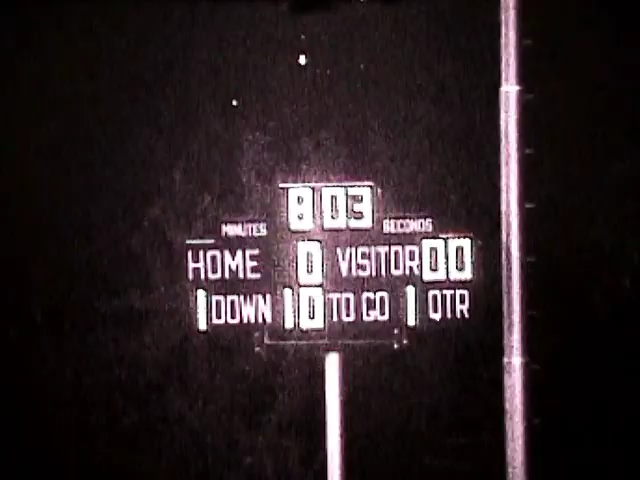 8 03
MINUTES SECONDS
HOME 0 VISITOR 00
1 DOWN 10 TO GO 1 QTR